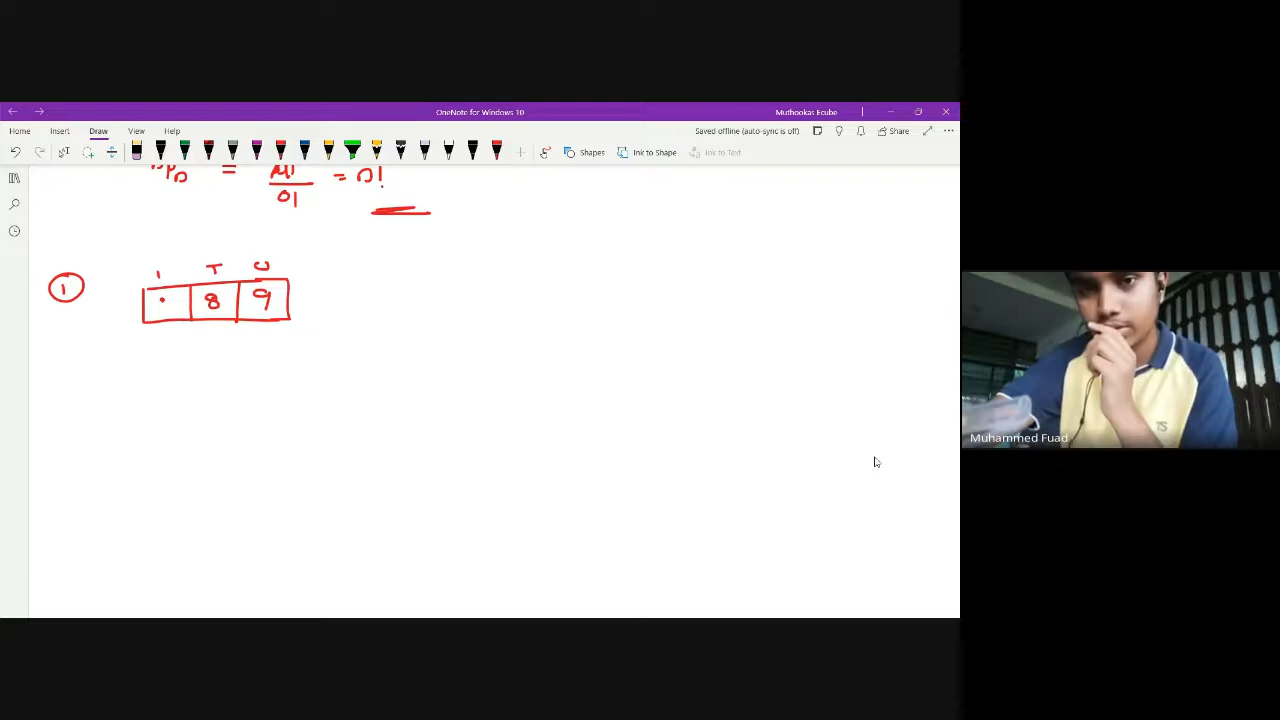 OneNote for Windows 10
Muthookas Ecube
Home Insert Draw View Help
Saved offline (auto-sync is off)
Share
Shapes
Ink to Shape
Ink to Text
= = n!
0!
1
T U
8 9
Muhammed Fuad
TS